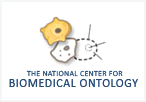 THE NATIONAL CENTER FOR
BIOMEDICAL ONTOLOGY